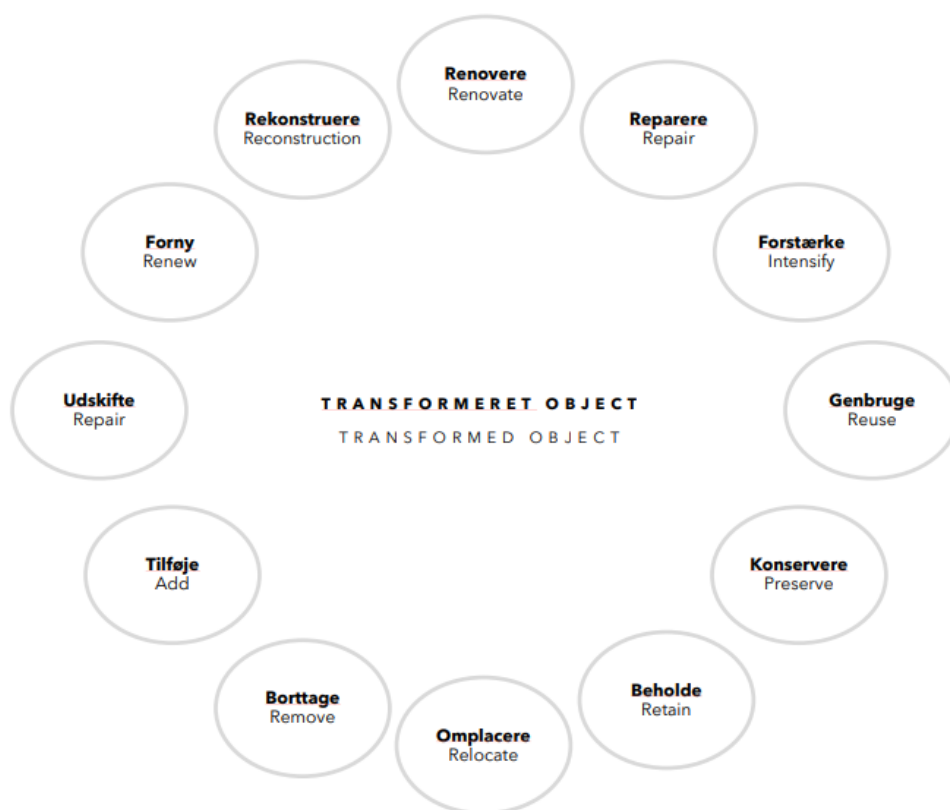 Renovere
Renovate
Rekonstruere
Reconstruction
Reparere
Repair
Forny
Renew
Forstærke
Intensify
Udskifte
Repair
TRANSFORMERET OBJECT
TRANSFORMED OBJECT
Genbruge
Reuse
Tilføje
Add
Konservere
Preserve
Borttage
Remove
Beholde
Retain
Omplacere
Relocate